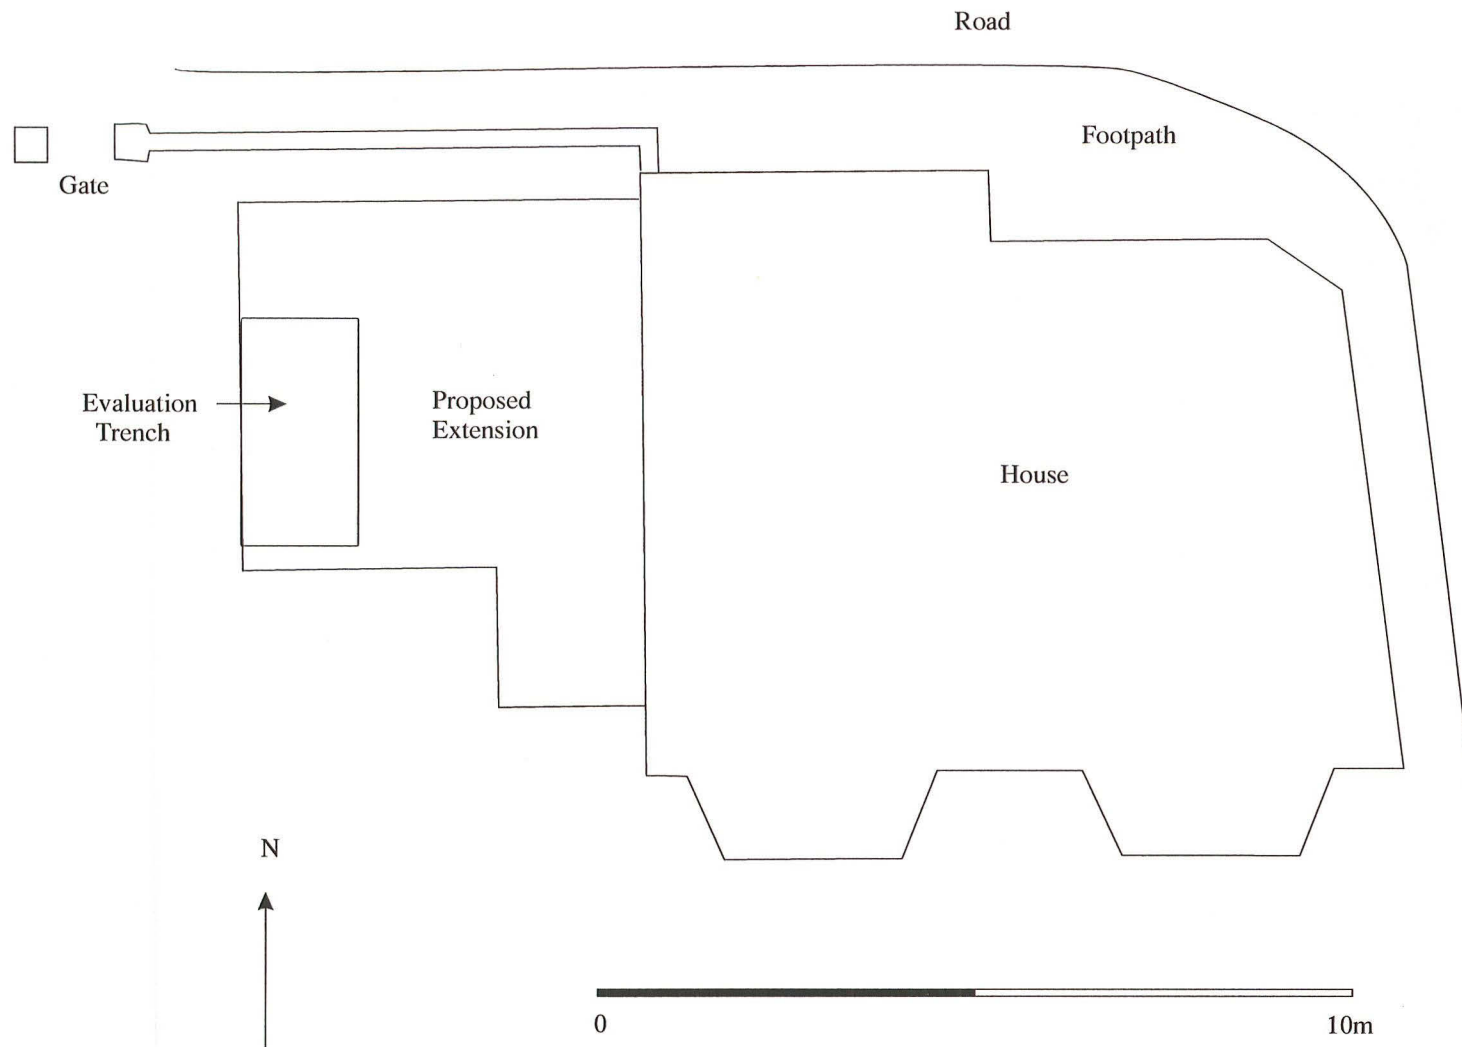 Road
Footpath
Gate
Evaluation
Trench
Proposed
Extension
House
N
0
10m